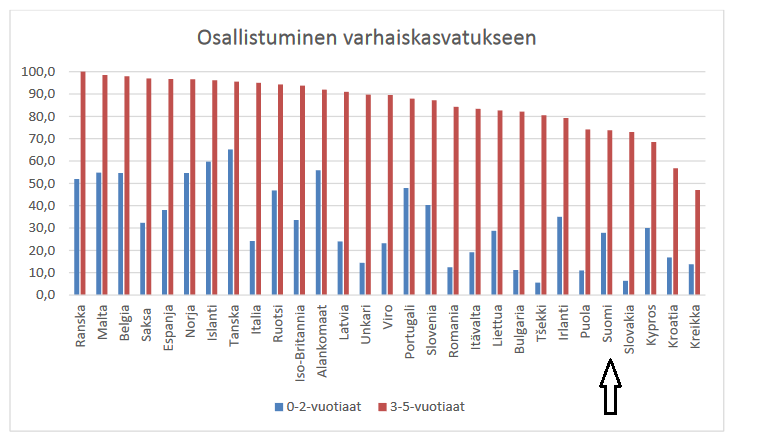 Osallistuminen varhaiskasvatukseen
100,0
90,0
80,0
70,0
60,0
50,0
40,0
30,0
20,0
10,0
0,0
Ranska
Malta
Belgia
Saksa
Espanja
Norja
Islanti
Tanska
Italia
Ruotsi
Iso-Britannia
Alankomaat
Latvia
Unkari
Viro
Portugali
Slovenia
Romania
Itävalta
Liettua
Bulgaria
Tšekki
Irlanti
Puola
Suomi
Slovakia
Kypros
Kroatia
Kreikka
0-2-vuotiaat 3-5-vuotiaat